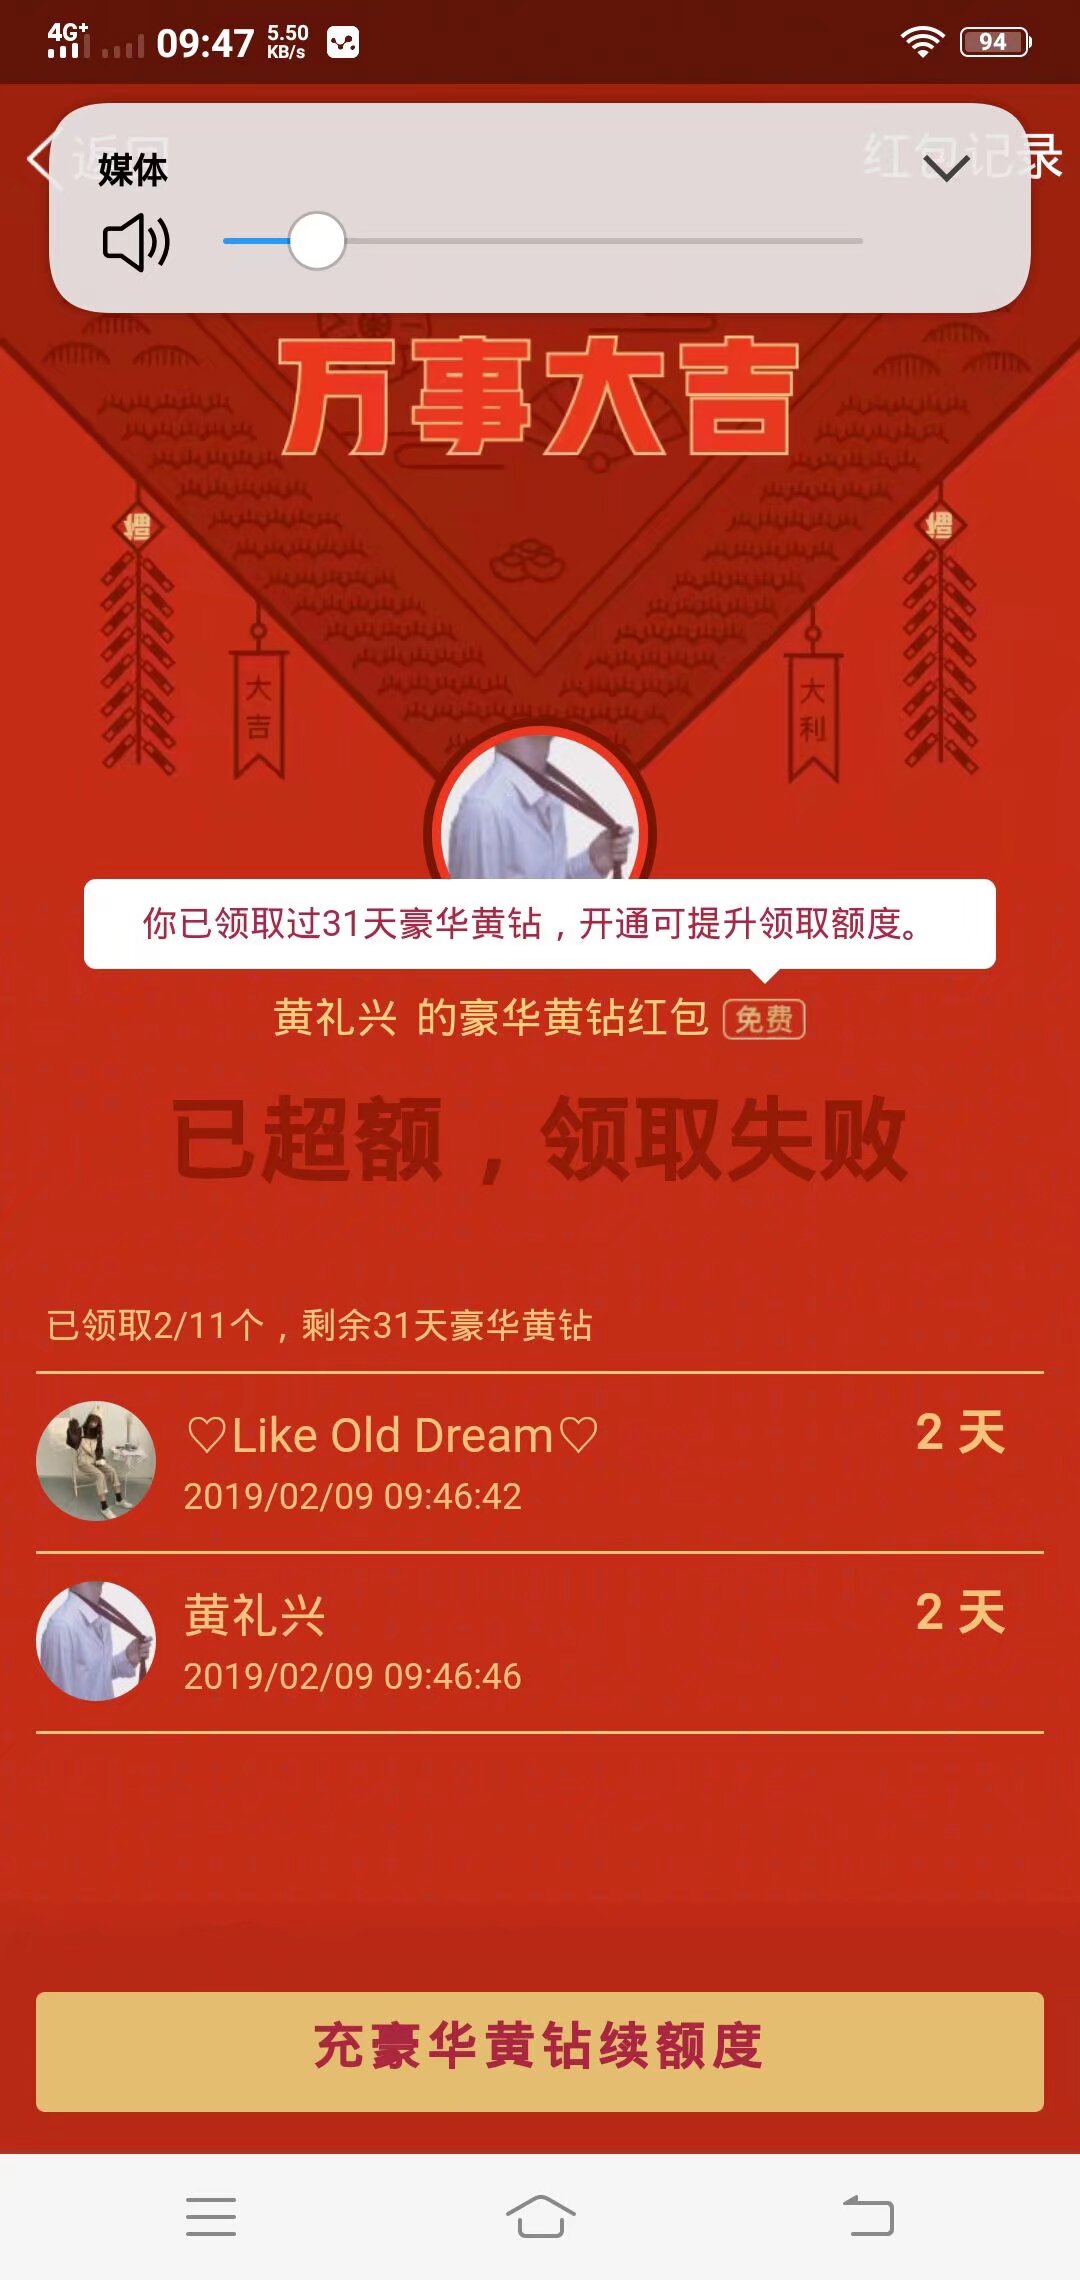 4G+ 09:47 5.50 KB/s 94
返回 红包记录
媒体
万事大吉
福 福
大吉 大利
你已领取过31天豪华黄钻，开通可提升领取额度。
黄礼兴 的豪华黄钻红包 免费
已超额，领取失败
已领取2/11个，剩余31天豪华黄钻
♡Like Old Dream♡ 2 天
2019/02/09 09:46:42
黄礼兴 2 天
2019/02/09 09:46:46
充豪华黄钻续额度